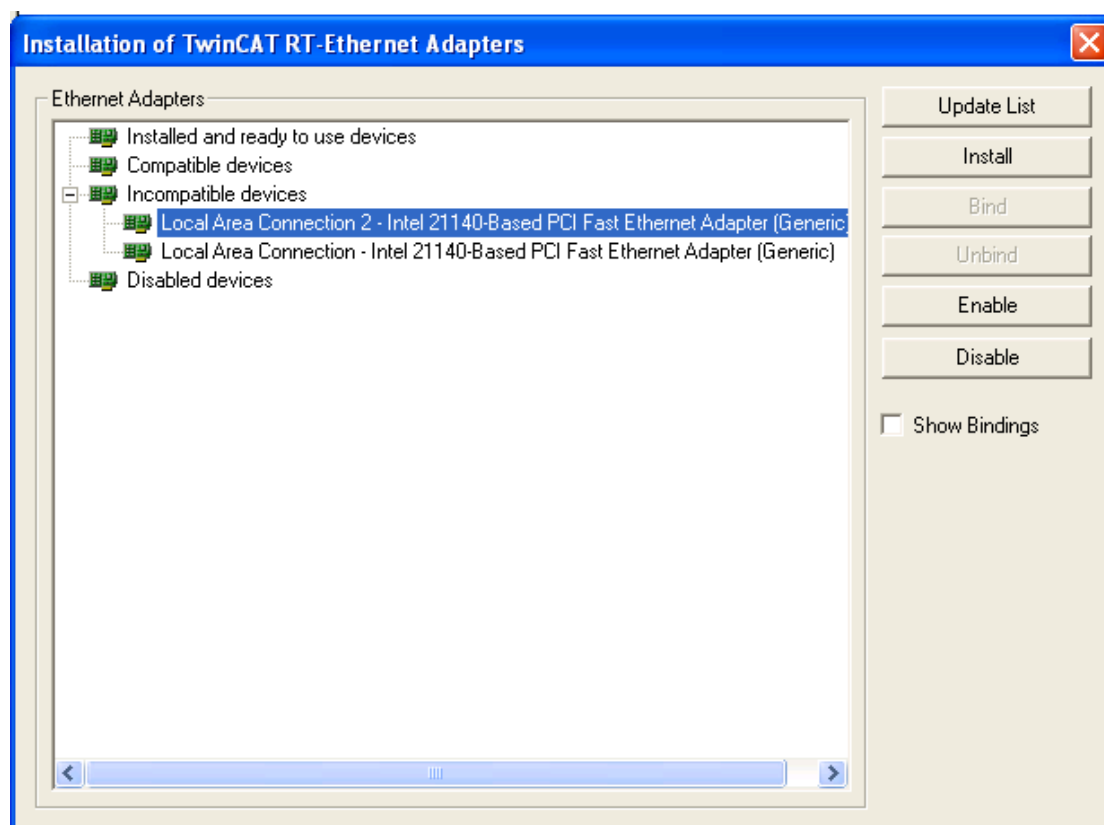 Installation of TwinCAT RT-Ethernet Adapters
Ethernet Adapters
Installed and ready to use devices
Compatible devices
Incompatible devices
Local Area Connection 2 - Intel 21140-Based PCI Fast Ethernet Adapter (Generic
Local Area Connection - Intel 21140-Based PCI Fast Ethernet Adapter (Generic)
Disabled devices
Update List
Install
Bind
Unbind
Enable
Disable
Show Bindings